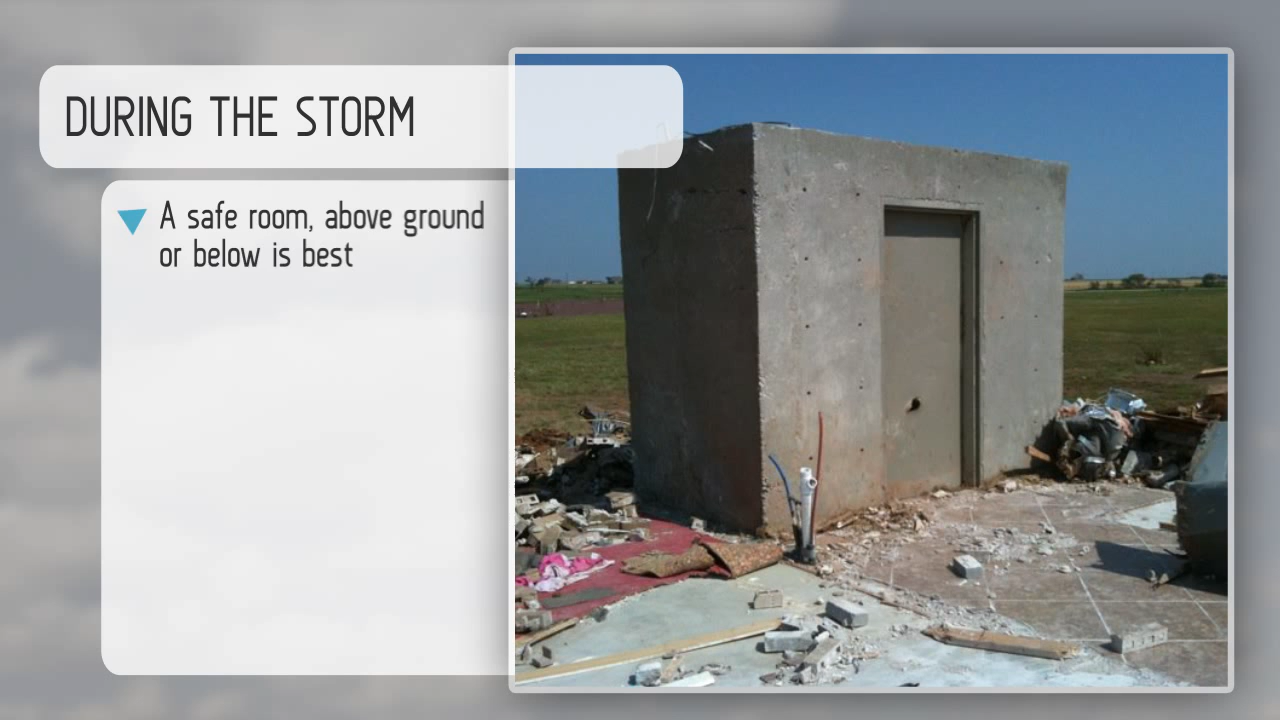 DURING THE STORM
A safe room, above ground
or below is best